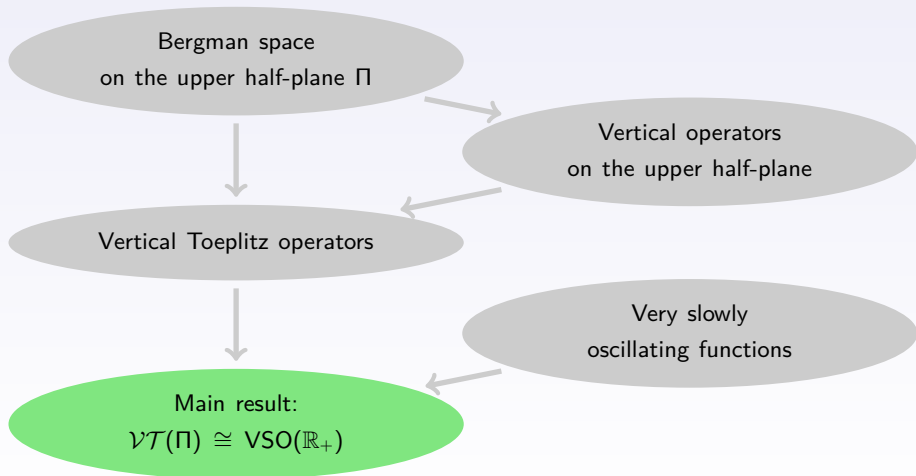 Bergman space
on the upper half-plane Π
Vertical operators
on the upper half-plane
Vertical Toeplitz operators
Very slowly
oscillating functions
Main result:
𝒱𝒯(Π) ≅ VSO(ℝ₊)